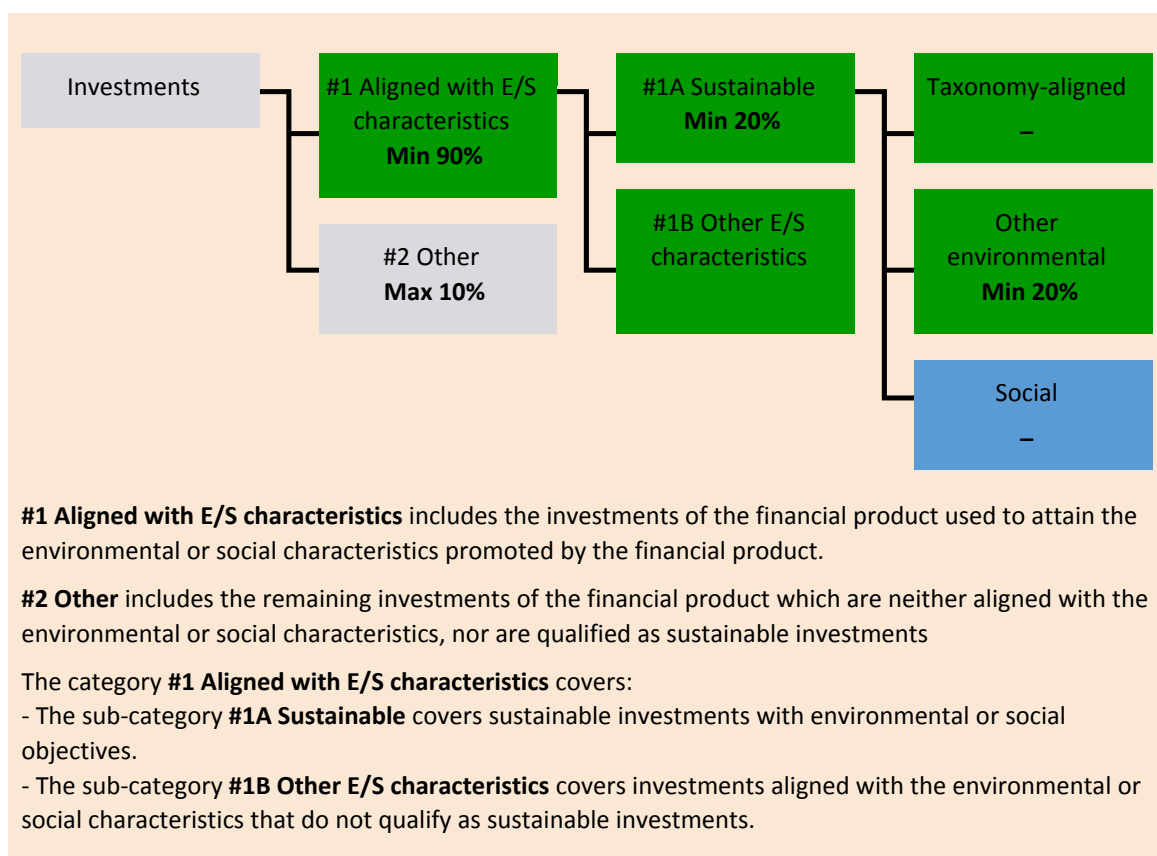 Investments
#1 Aligned with E/S
characteristics
Min 90%
#2 Other
Max 10%
#1A Sustainable
Min 20%
#1B Other E/S
characteristics
Taxonomy-aligned
–
Other
environmental
Min 20%
Social
–
#1 Aligned with E/S characteristics includes the investments of the financial product used to attain the
environmental or social characteristics promoted by the financial product.
#2 Other includes the remaining investments of the financial product which are neither aligned with the
environmental or social characteristics, nor are qualified as sustainable investments
The category #1 Aligned with E/S characteristics covers:
- The sub-category #1A Sustainable covers sustainable investments with environmental or social
objectives.
- The sub-category #1B Other E/S characteristics covers investments aligned with the environmental or
social characteristics that do not qualify as sustainable investments.